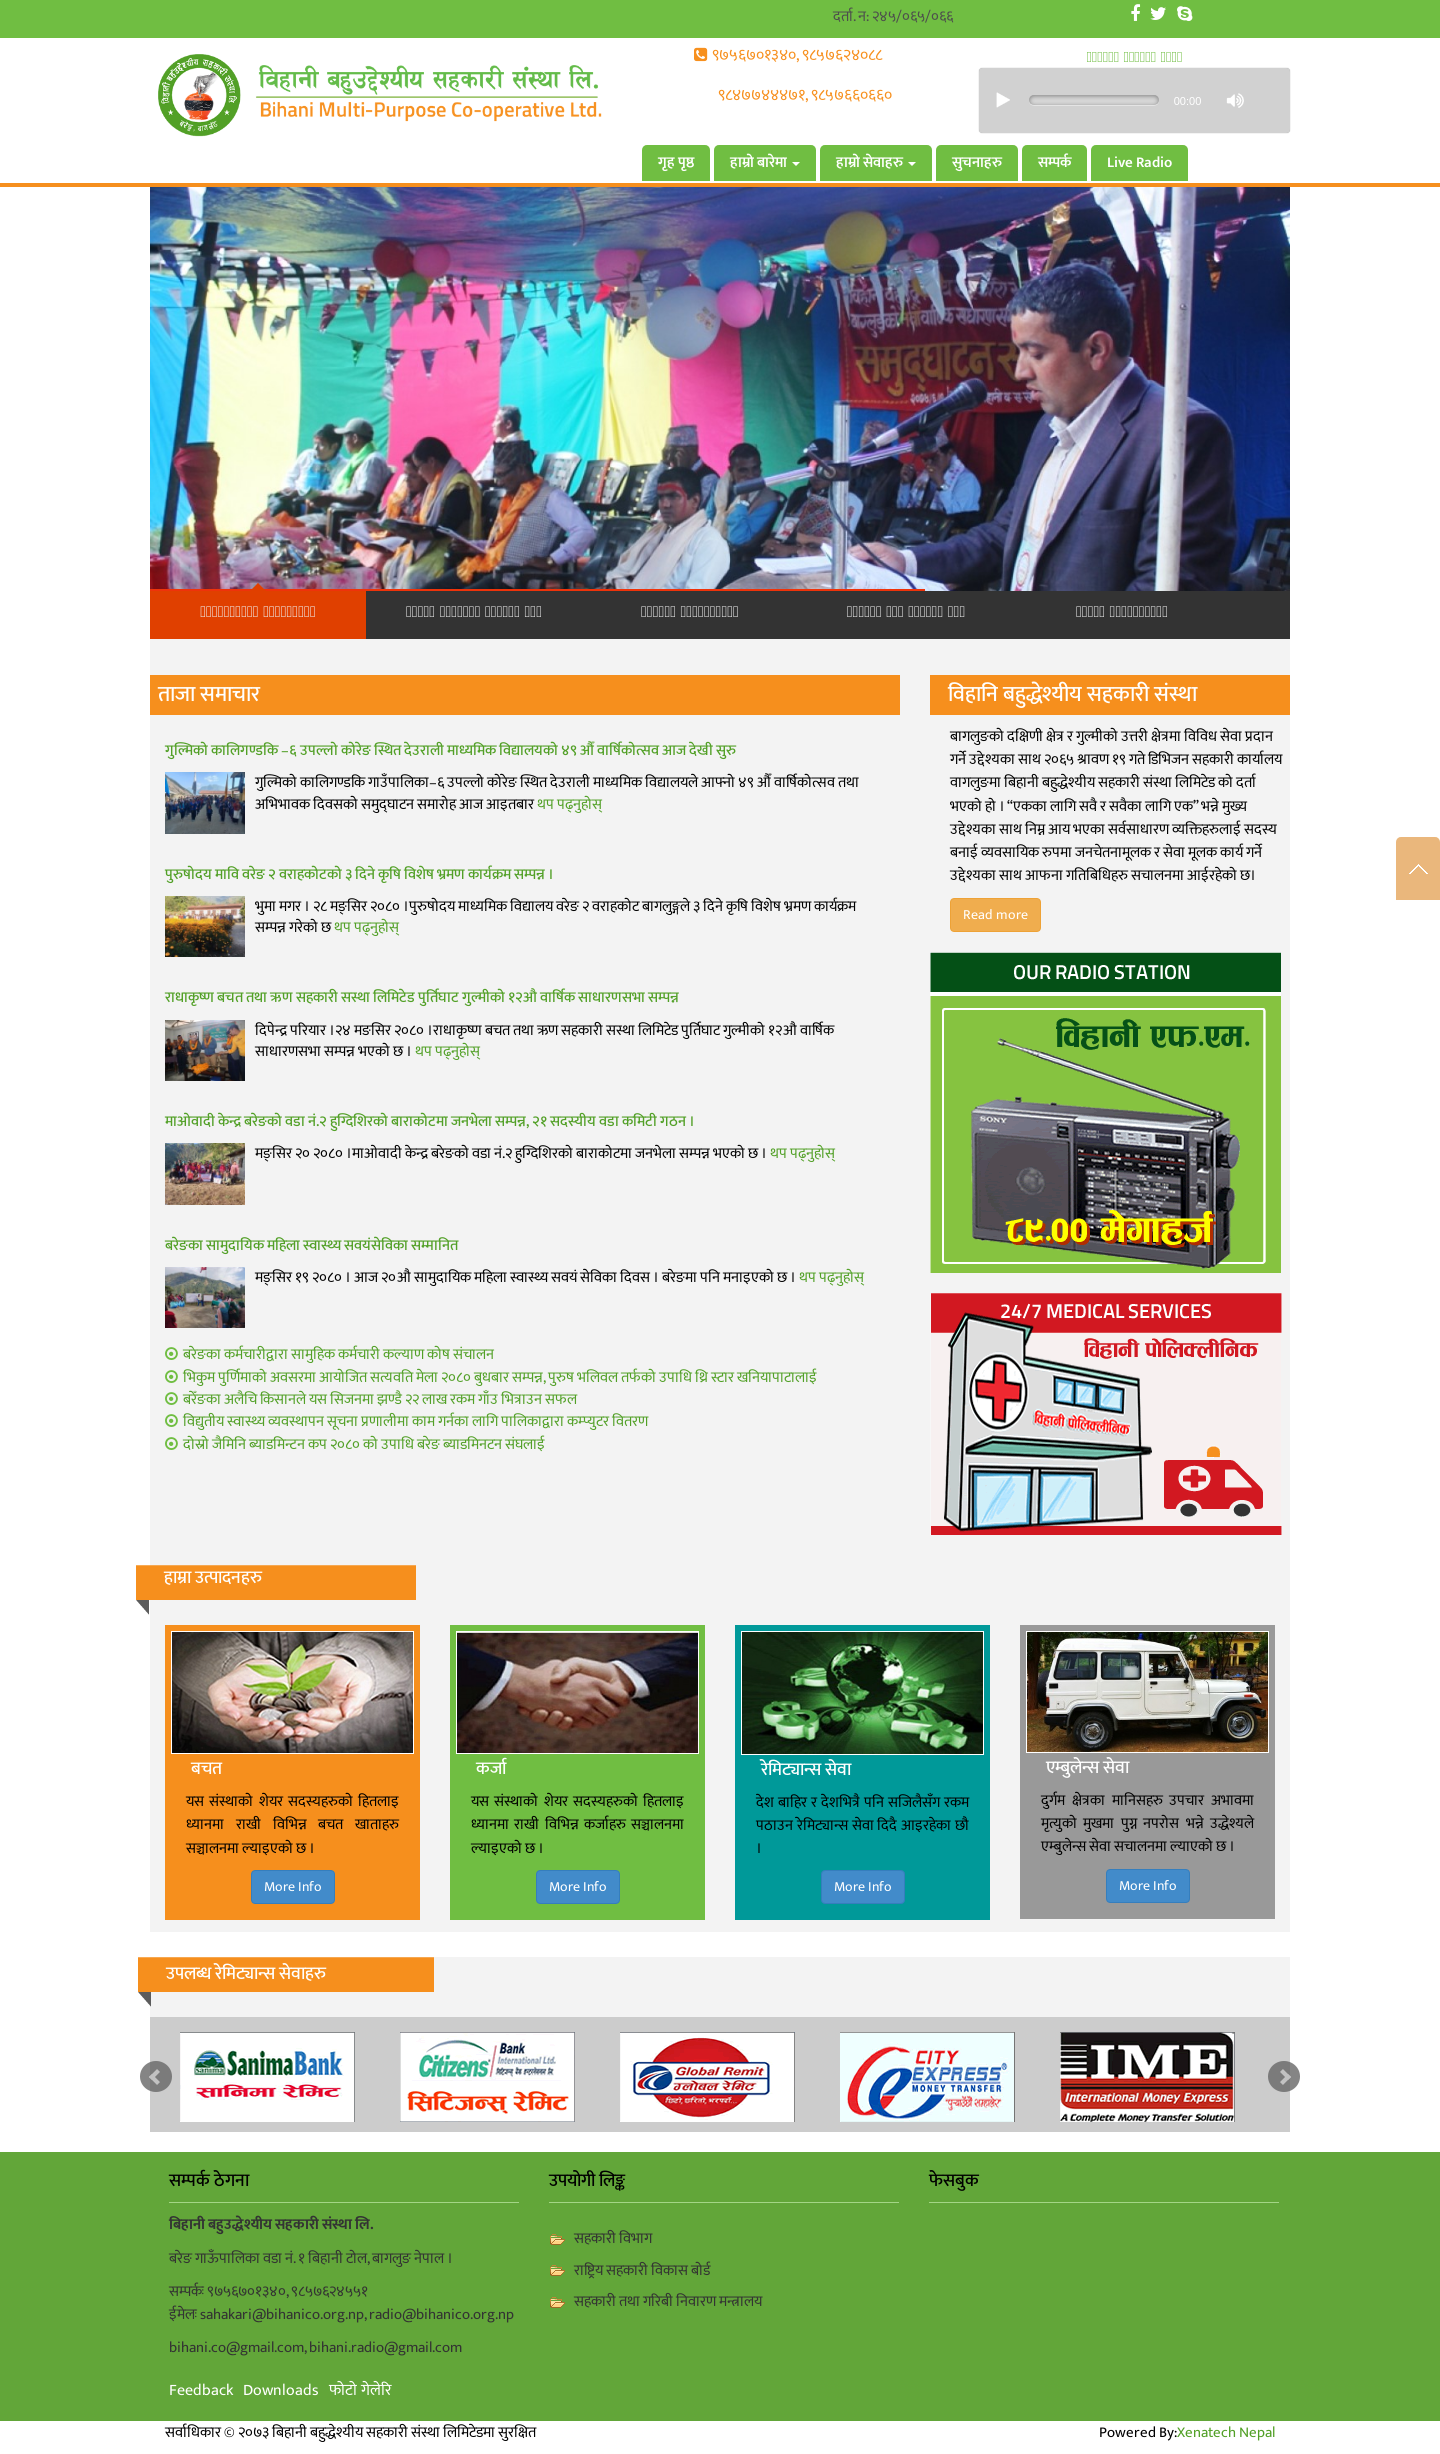 दर्ता. न: २४५/०६५/०६६
९७५६७०१३४०, ९८५७६२४०८८
९८४७७४४४७१, ९८५७६६०६६०
00:00
विहानी बहुउद्देश्यीय सहकारी संस्था लि.
Bihani Multi-Purpose Co-operative Ltd.
गृह पृष्ठ
हाम्रो बारेमा
हाम्रो सेवाहरु
सुचनाहरु
सम्पर्क
Live Radio
समुद्घाटन
ताजा समाचार
गुल्मिको कालिगण्डकि –६ उपल्लो कोरेङ स्थित देउराली माध्यमिक विद्यालयको ४९ औं वार्षिकोत्सव आज देखी सुरु
गुल्मिको कालिगण्डकि गाउँपालिका–६ उपल्लो कोरेङ स्थित देउराली माध्यमिक विद्यालयले आफ्नो ४९ औं वार्षिकोत्सव तथा
अभिभावक दिवसको समुद्घाटन समारोह आज आइतबार थप पढ्नुहोस्
पुरुषोदय मावि वरेङ २ वराहकोटको ३ दिने कृषि विशेष भ्रमण कार्यक्रम सम्पन्न ।
भुमा मगर । २८ मङ्सिर २०८० ।पुरुषोदय माध्यमिक विद्यालय वरेङ २ वराहकोट बागलुङ्गले ३ दिने कृषि विशेष भ्रमण कार्यक्रम
सम्पन्न गरेको छ थप पढ्नुहोस्
राधाकृष्ण बचत तथा ऋण सहकारी सस्था लिमिटेड पुर्तिघाट गुल्मीको १२औ वार्षिक साधारणसभा सम्पन्न
दिपेन्द्र परियार ।२४ मङसिर २०८० ।राधाकृष्ण बचत तथा ऋण सहकारी सस्था लिमिटेड पुर्तिघाट गुल्मीको १२औ वार्षिक
साधारणसभा सम्पन्न भएको छ । थप पढ्नुहोस्
माओवादी केन्द्र बरेङको वडा नं.२ हुग्दिशिरको बाराकोटमा जनभेला सम्पन्न, २१ सदस्यीय वडा कमिटी गठन ।
मङ्सिर २० २०८० ।माओवादी केन्द्र बरेङको वडा नं.२ हुग्दिशिरको बाराकोटमा जनभेला सम्पन्न भएको छ । थप पढ्नुहोस्
बरेङका सामुदायिक महिला स्वास्थ्य सवयंसेविका सम्मानित
मङ्सिर १९ २०८० । आज २०औ सामुदायिक महिला स्वास्थ्य सवयं सेविका दिवस । बरेङमा पनि मनाइएको छ । थप पढ्नुहोस्
बरेङका कर्मचारीद्वारा सामुहिक कर्मचारी कल्याण कोष संचालन
भिकुम पुर्णिमाको अवसरमा आयोजित सत्यवति मेला २०८० बुधबार सम्पन्न, पुरुष भलिवल तर्फको उपाधि थ्रि स्टार खनियापाटालाई
बरेँङका अलैचि किसानले यस सिजनमा झण्डै २२ लाख रकम गाँउ भित्राउन सफल
विद्युतीय स्वास्थ्य व्यवस्थापन सूचना प्रणालीमा काम गर्नका लागि पालिकाद्वारा कम्प्युटर वितरण
दोस्रो जैमिनि ब्याडमिन्टन कप २०८० को उपाधि बरेङ ब्याडमिनटन संघलाई
विहानि बहुद्धेश्यीय सहकारी संस्था
बागलुङको दक्षिणी क्षेत्र र गुल्मीको उत्तरी क्षेत्रमा विविध सेवा प्रदान
गर्ने उद्देश्यका साथ २०६५ श्रावण १९ गते डिभिजन सहकारी कार्यालय
वागलुङमा बिहानी बहुद्धेश्यीय सहकारी संस्था लिमिटेड को दर्ता
भएको हो । “एकका लागि सवै र सवैका लागि एक” भन्ने मुख्य
उद्देश्यका साथ निम्न आय भएका सर्वसाधारण व्यक्तिहरुलाई सदस्य
बनाई व्यवसायिक रुपमा जनचेतनामूलक र सेवा मूलक कार्य गर्ने
उद्देश्यका साथ आफना गतिबिधिहरु सचालनमा आईरहेको छ।
Read more
OUR RADIO STATION
विहानी एफ.एम.
SONY
८९.00 मेगाहर्ज
24/7 MEDICAL SERVICES
विहानी पोलिक्लीनिक
विहानी पोलिक्लीनिक
हाम्रा उत्पादनहरु
बचत
यस संस्थाको शेयर सदस्यहरुको हितलाइ
ध्यानमा राखी विभिन्न बचत खाताहरु
सञ्चालनमा ल्याइएको छ ।
More Info
कर्जा
यस संस्थाको शेयर सदस्यहरुको हितलाइ
ध्यानमा राखी विभिन्न कर्जाहरु सञ्चालनमा
ल्याइएको छ ।
More Info
रेमिट्यान्स सेवा
देश बाहिर र देशभित्रै पनि सजिलैसँग रकम
पठाउन रेमिट्यान्स सेवा दिदै आइरहेका छौ
।
More Info
एम्बुलेन्स सेवा
दुर्गम क्षेत्रका मानिसहरु उपचार अभावमा
मृत्युको मुखमा पुग्न नपरोस भन्ने उद्धेश्यले
एम्बुलेन्स सेवा सचालनमा ल्याएको छ ।
More Info
उपलब्ध रेमिट्यान्स सेवाहरु
SanimaBank
सानिमा रेमिट
Citizens Bank
International Ltd.
सिटिजन्स् रेमिट
Global Remit
ग्लोबल रेमिट
CITY
EXPRESS
MONEY TRANSFER
IME
International Money Express
A Complete Money Transfer Solution
सम्पर्क ठेगना
बिहानी बहुउद्धेश्यीय सहकारी संस्था लि.
बरेङ गाऊँपालिका वडा नं. १ बिहानी टोल, बागलुङ नेपाल ।
सम्पर्कः ९७५६७०१३४०, ९८५७६२४५५१
ईमेलः sahakari@bihanico.org.np, radio@bihanico.org.np
bihani.co@gmail.com, bihani.radio@gmail.com
Feedback Downloads फोटो गेलेरि
उपयोगी लिङ्क
सहकारी विभाग
राष्ट्रिय सहकारी विकास बोर्ड
सहकारी तथा गरिबी निवारण मन्त्रालय
फेसबुक
सर्वाधिकार © २०७३ बिहानी बहुद्धेश्यीय सहकारी संस्था लिमिटेडमा सुरक्षित
Powered By:Xenatech Nepal